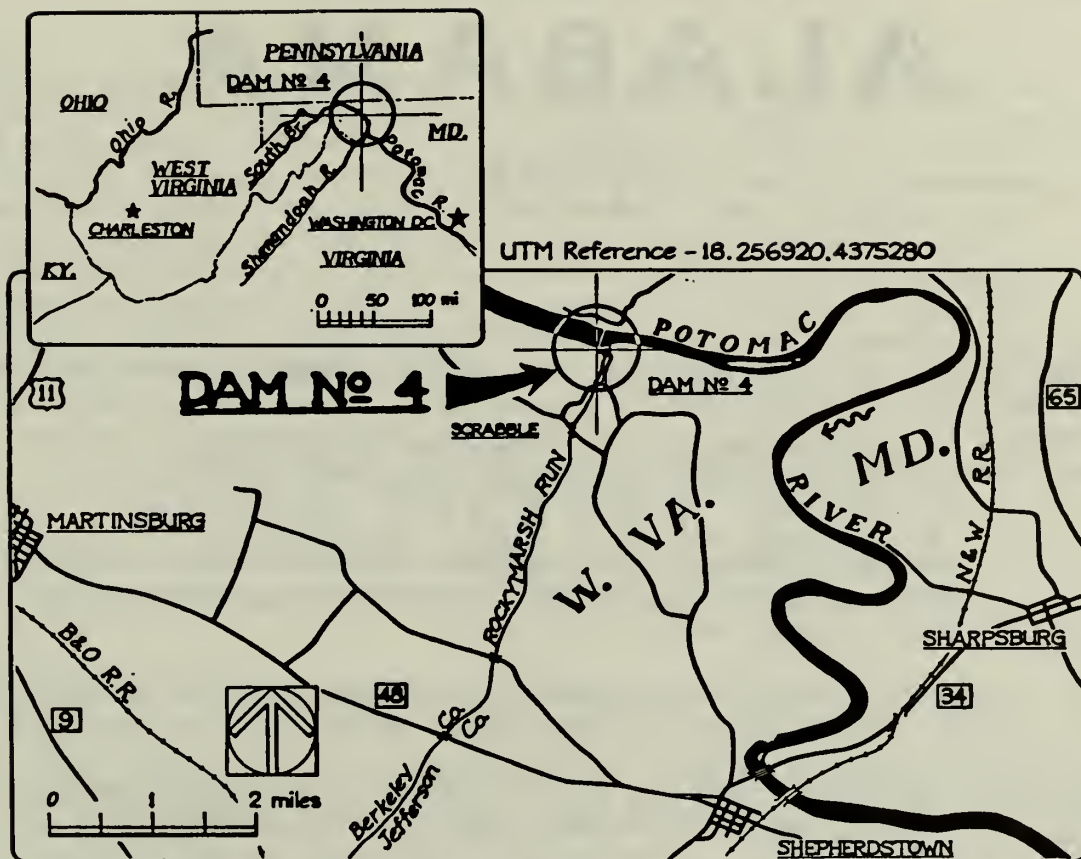 PENNSYLVANIA
DAM Nº 4
OHIO
Ohio R.
MD.
WEST
VIRGINIA
South Br.
Potomac
R.
CHARLESTON
Shenandoah R.
WASHINGTON D.C.
VIRGINIA
KY.
0 50 100 mi
UTM Reference - 18.256920.4375280
POTOMAC
11
DAM Nº 4
DAM Nº 4
65
SCRABBLE
MD.
RIVER
N&W RR
VA.
W.
ROCKYMARSH RUN
MARTINSBURG
SHARPSBURG
B&O R.R.
48
34
9
Co.
Co.
Berkeley
Jefferson
0 1 2 miles
SHEPHERDSTOWN